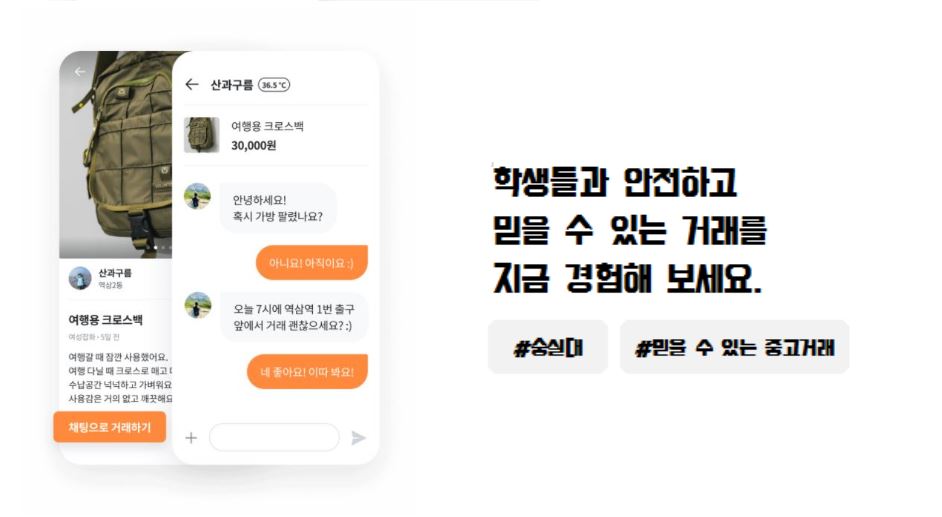 산과구름
역삼2동
여행용 크로스백
여성잡화 · 5일 전
여행갈 때 잠깐 사용했어요.
여행 다닐 때 크로스로 매고
수납공간 넉넉하고 가벼워요
사용감은 거의 없고 깨끗해요
채팅으로 거래하기
산과구름 36.5℃
여행용 크로스백
30,000원
안녕하세요!
혹시 가방 팔렸나요?
아니요! 아직이요 :)
오늘 7시에 역삼역 1번 출구
앞에서 거래 괜찮으세요? :)
네 좋아요! 이따 봐요!
학생들과 안전하고
믿을 수 있는 거래를
지금 경험해 보세요.
#숭실대
#믿을 수 있는 중고거래